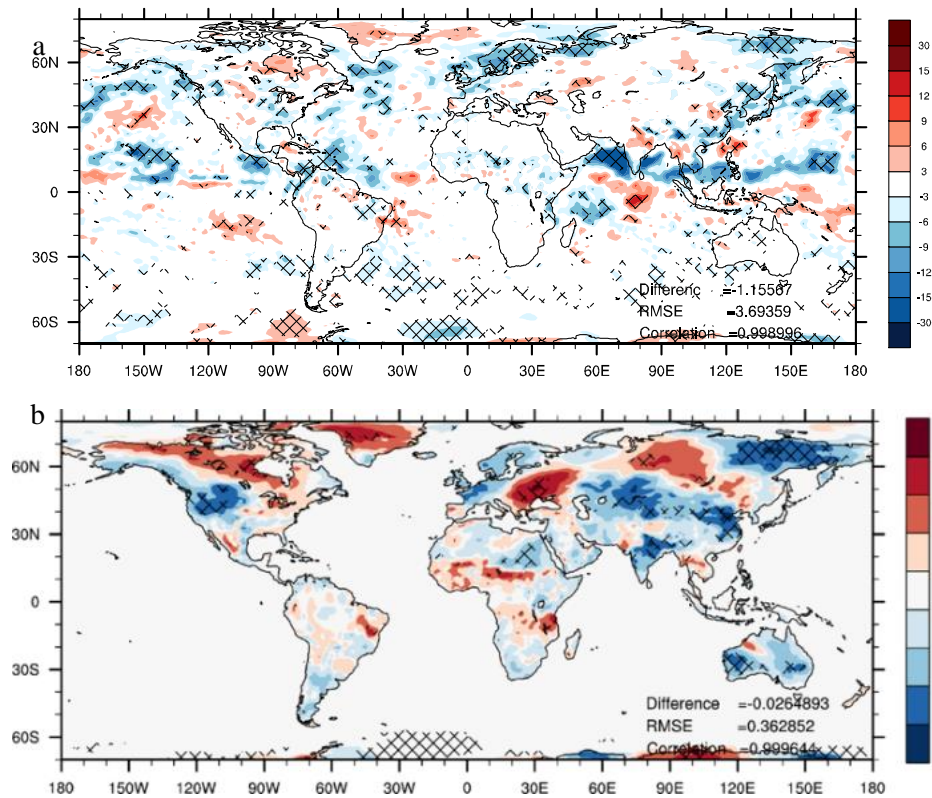 a
60N
30N
0
30S
60S
Differenc =-1.15567
RMSE =3.69359
Correlation =0.998996
180 150W 120W 90W 60W 30W 0 30E 60E 90E 120E 150E 180
30
15
12
9
6
3
-3
-6
-9
-12
-15
-30
b
60N
30N
0
30S
60S
Difference =-0.0264893
RMSE =0.362852
Correlation =0.999644
180 150W 120W 90W 60W 30W 0 30E 60E 90E 120E 150E 180